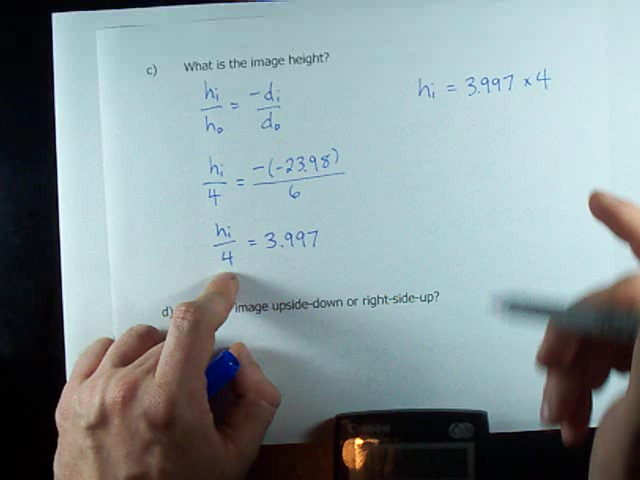 c) What is the image height?
hi/ho = -di/do
hi = 3.997 × 4
hi/4 = -(-23.98)/6
hi/4 = 3.997
d) image upside-down or right-side-up?